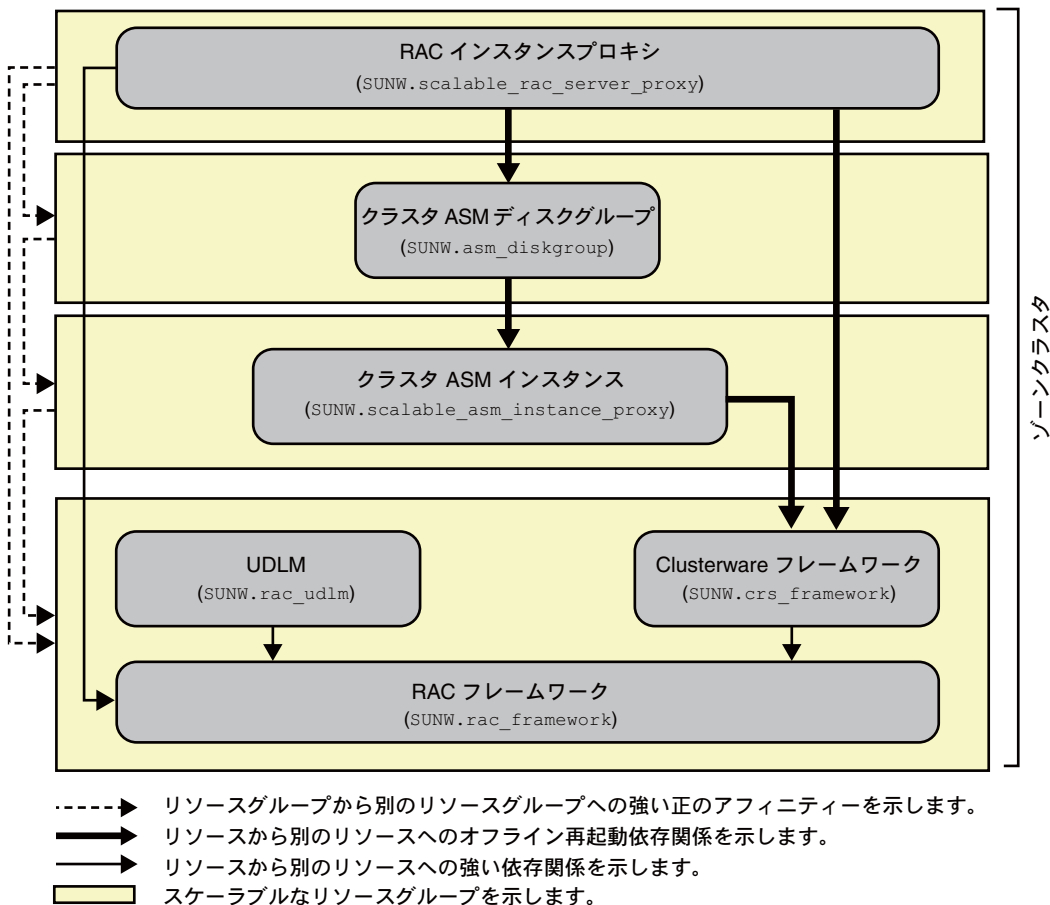 RAC インスタンスプロキシ
(SUNW.scalable_rac_server_proxy)
クラスタ ASM ディスクグループ
(SUNW.asm_diskgroup)
クラスタ ASM インスタンス
(SUNW.scalable_asm_instance_proxy)
ゾーンクラスタ
UDLM
(SUNW.rac_udlm)
Clusterware フレームワーク
(SUNW.crs_framework)
RAC フレームワーク
(SUNW.rac_framework)
リソースグループから別のリソースグループへの強い正のアフィニティーを示します。
リソースから別のリソースへのオフライン再起動依存関係を示します。
リソースから別のリソースへの強い依存関係を示します。
スケーラブルなリソースグループを示します。